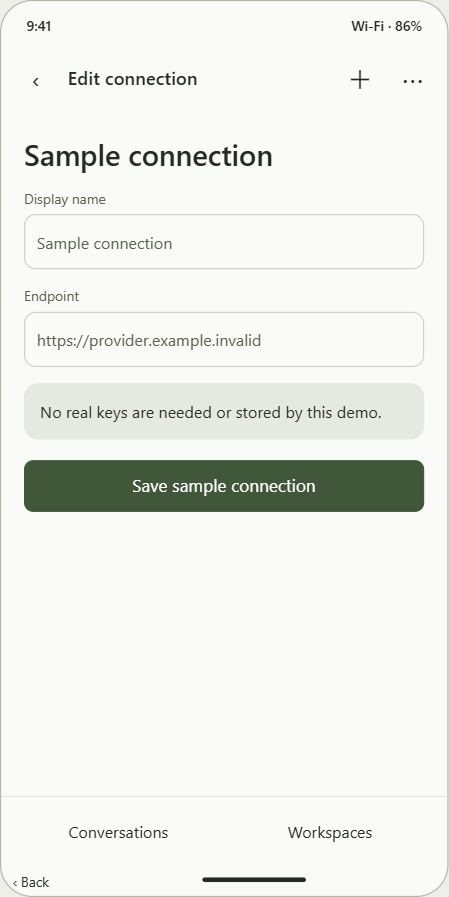 9:41 Wi-Fi · 86%
‹ Edit connection + ...
Sample connection
Display name
Sample connection
Endpoint
https://provider.example.invalid
No real keys are needed or stored by this demo.
Save sample connection
Conversations Workspaces
‹ Back